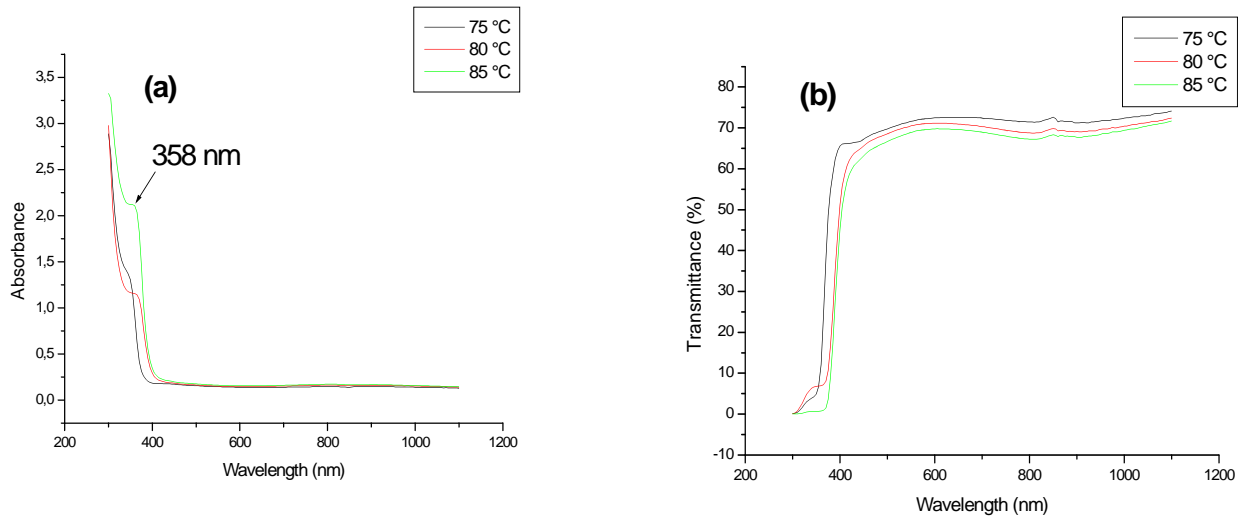 75 °C
80 °C
85 °C
(a)
358 nm
Absorbance
3,5
3,0
2,5
2,0
1,5
1,0
0,5
0,0
200 400 600 800 1000 1200
Wavelength (nm)
75 °C
80 °C
85 °C
(b)
Transmittance (%)
80
70
60
50
40
30
20
10
0
-10
200 400 600 800 1000 1200
Wavelength (nm)